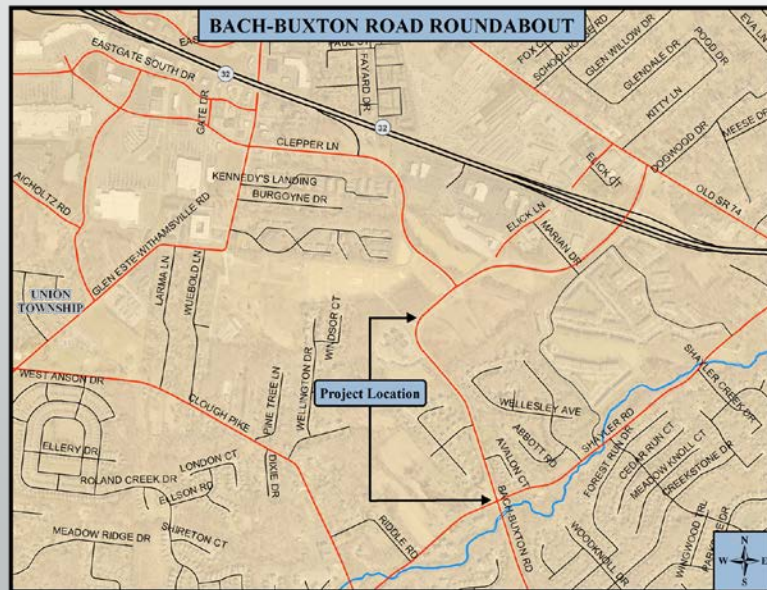 BACH-BUXTON ROAD ROUNDABOUT
EASTGATE SOUTH DR
32
FAYARD DR
FOX
SCHOOLHOUSE RD
GLEN WILLOW DR
GLENDALE DR
POOD DR
EVA LN
KITTY LN
DOGWOOD DR
MEESE DR
GATE DR
CLEPPER LN
32
ELICK CT
OLD SR 74
AICHOLTZ RD
KENNEDY'S LANDING
BURGOYNE DR
GLEN ESTE-WITHAMSVILLE RD
ELICK LN
MARIAN DR
UNION
TOWNSHIP
LARMA LN
WUEBOLD LN
WINDSOR CT
WELLINGTON DR
PINE TREE LN
Project Location
WEST ANSON DR
CLOUGH PIKE
WELLESLEY AVE
SHAYLER CREEK DR
SHAYLER RD
ABBOTT RD
AVALON CT
FOREST RUN DR
CEDAR RUN CT
MEADOW KNOLL CT
CREEKSTONE DR
ELLERY DR
LONDON CT
ROLAND CREEK DR
ELLSON RD
DIXIE DR
BACH-BUXTON RD
RIDDLE RD
SHIRETON CT
MEADOW RIDGE DR
WOODKNOLL DR
WINGWOOD TRL
N
W E
S